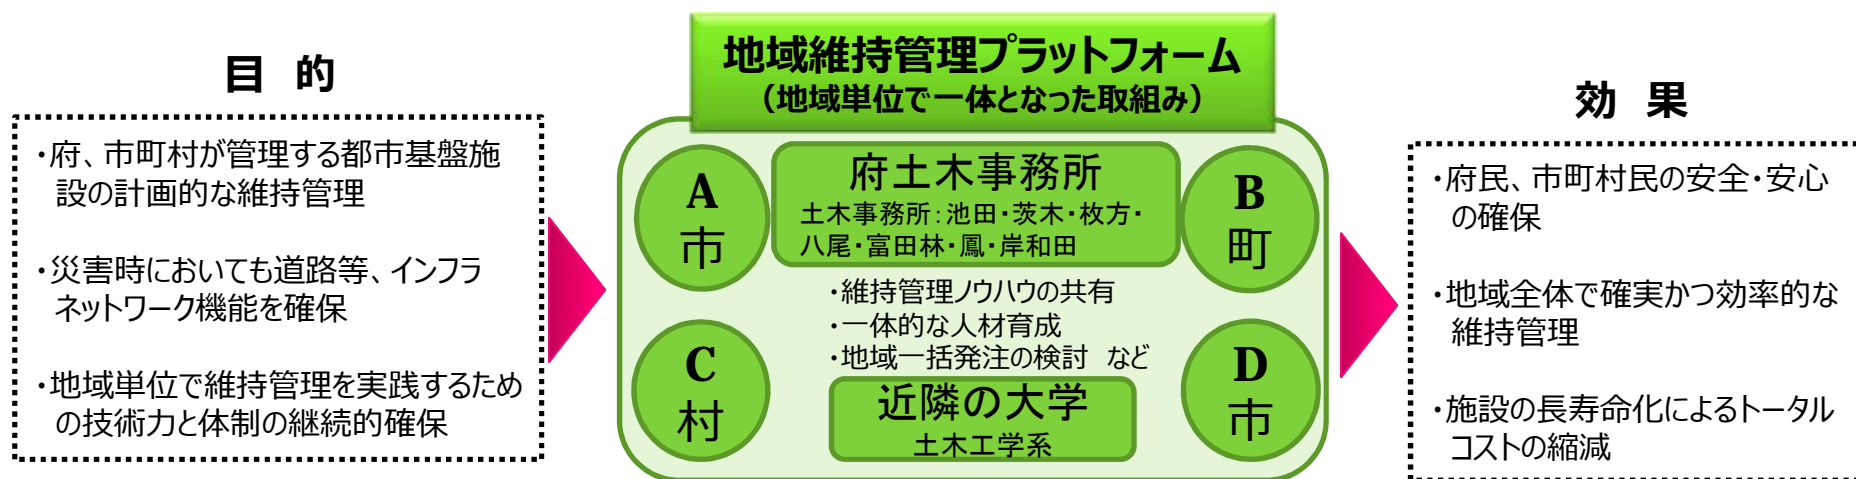 目 的
・府、市町村が管理する都市基盤施
設の計画的な維持管理
・災害時においても道路等、インフラ
ネットワーク機能を確保
・地域単位で維持管理を実践するため
の技術力と体制の継続的確保
地域維持管理プラットフォーム
（地域単位で一体となった取組み）
A
市
府土木事務所
土木事務所：池田・茨木・枚方・
八尾・富田林・鳳・岸和田
B
町
・維持管理ノウハウの共有
・一体的な人材育成
・地域一括発注の検討 など
C
村
近隣の大学
土木工学系
D
市
効 果
・府民、市町村民の安全・安心
の確保
・地域全体で確実かつ効率的な
維持管理
・施設の長寿命化によるトータル
コストの縮減